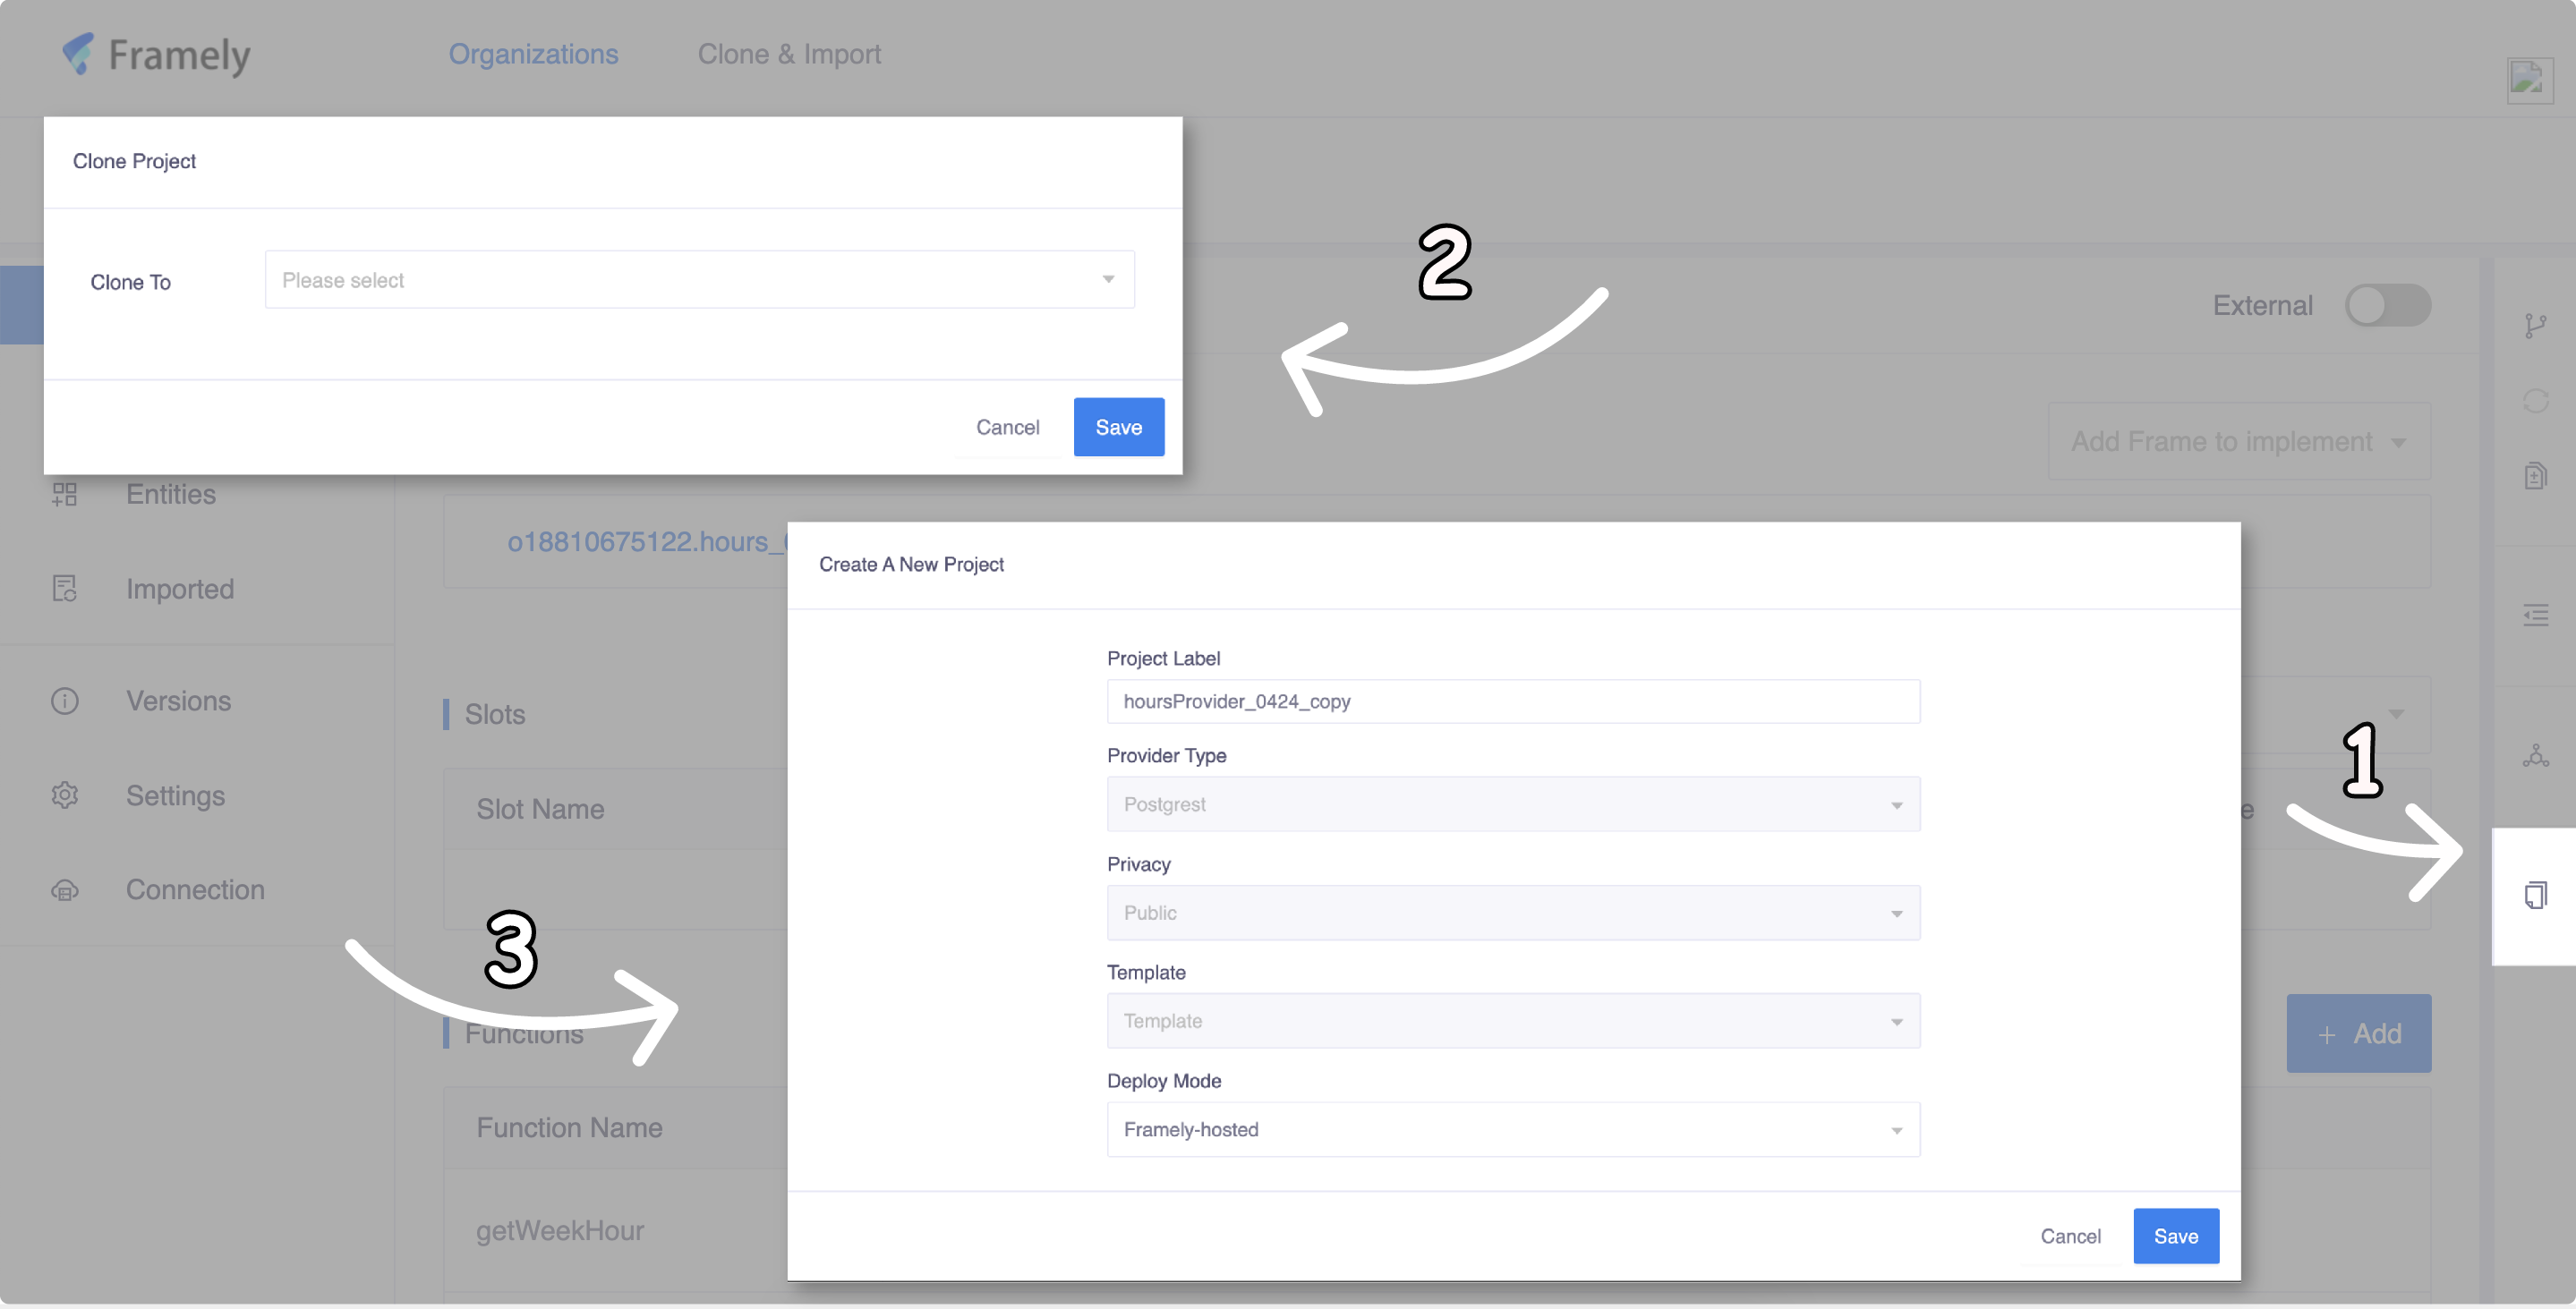 Framely
Organizations
Clone & Import
Clone Project
Clone To
Please select
Cancel
Save
2
External
Add Frame to implement
Entities
Imported
Versions
Settings
Connection
o18810675122.hours_
Slots
Slot Name
Functions
Function Name
getWeekHour
3
Create A New Project
Project Label
hoursProvider_0424_copy
Provider Type
Postgrest
Privacy
Public
Template
Template
Deploy Mode
Framely-hosted
Cancel
Save
1
e
+ Add